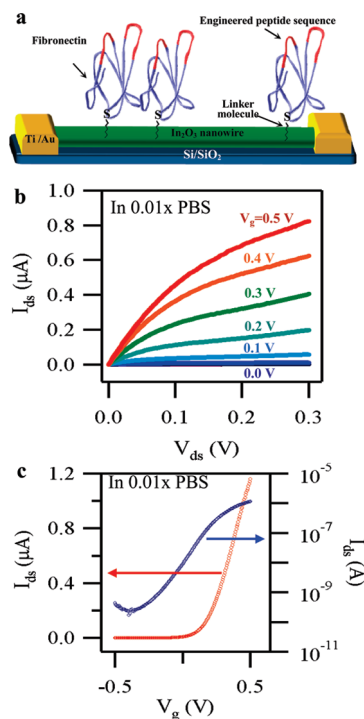 a
Fibronectin
Engineered peptide sequence
Linker
molecule
S
S
S
Ti /Au
In₂O₃ nanowire
Si/SiO₂
b
In 0.01x PBS
Vg=0.5 V
0.4 V
0.3 V
0.2 V
0.1 V
0.0 V
1.0
0.8
0.6
0.4
0.2
0.0
Ids (µA)
0.0
0.1
0.2
0.3
Vds (V)
c
In 0.01x PBS
1.2
0.8
0.4
0.0
Ids (µA)
10⁻⁵
10⁻⁷
10⁻⁹
10⁻¹¹
Ids (A)
-0.5
0.5
Vg (V)